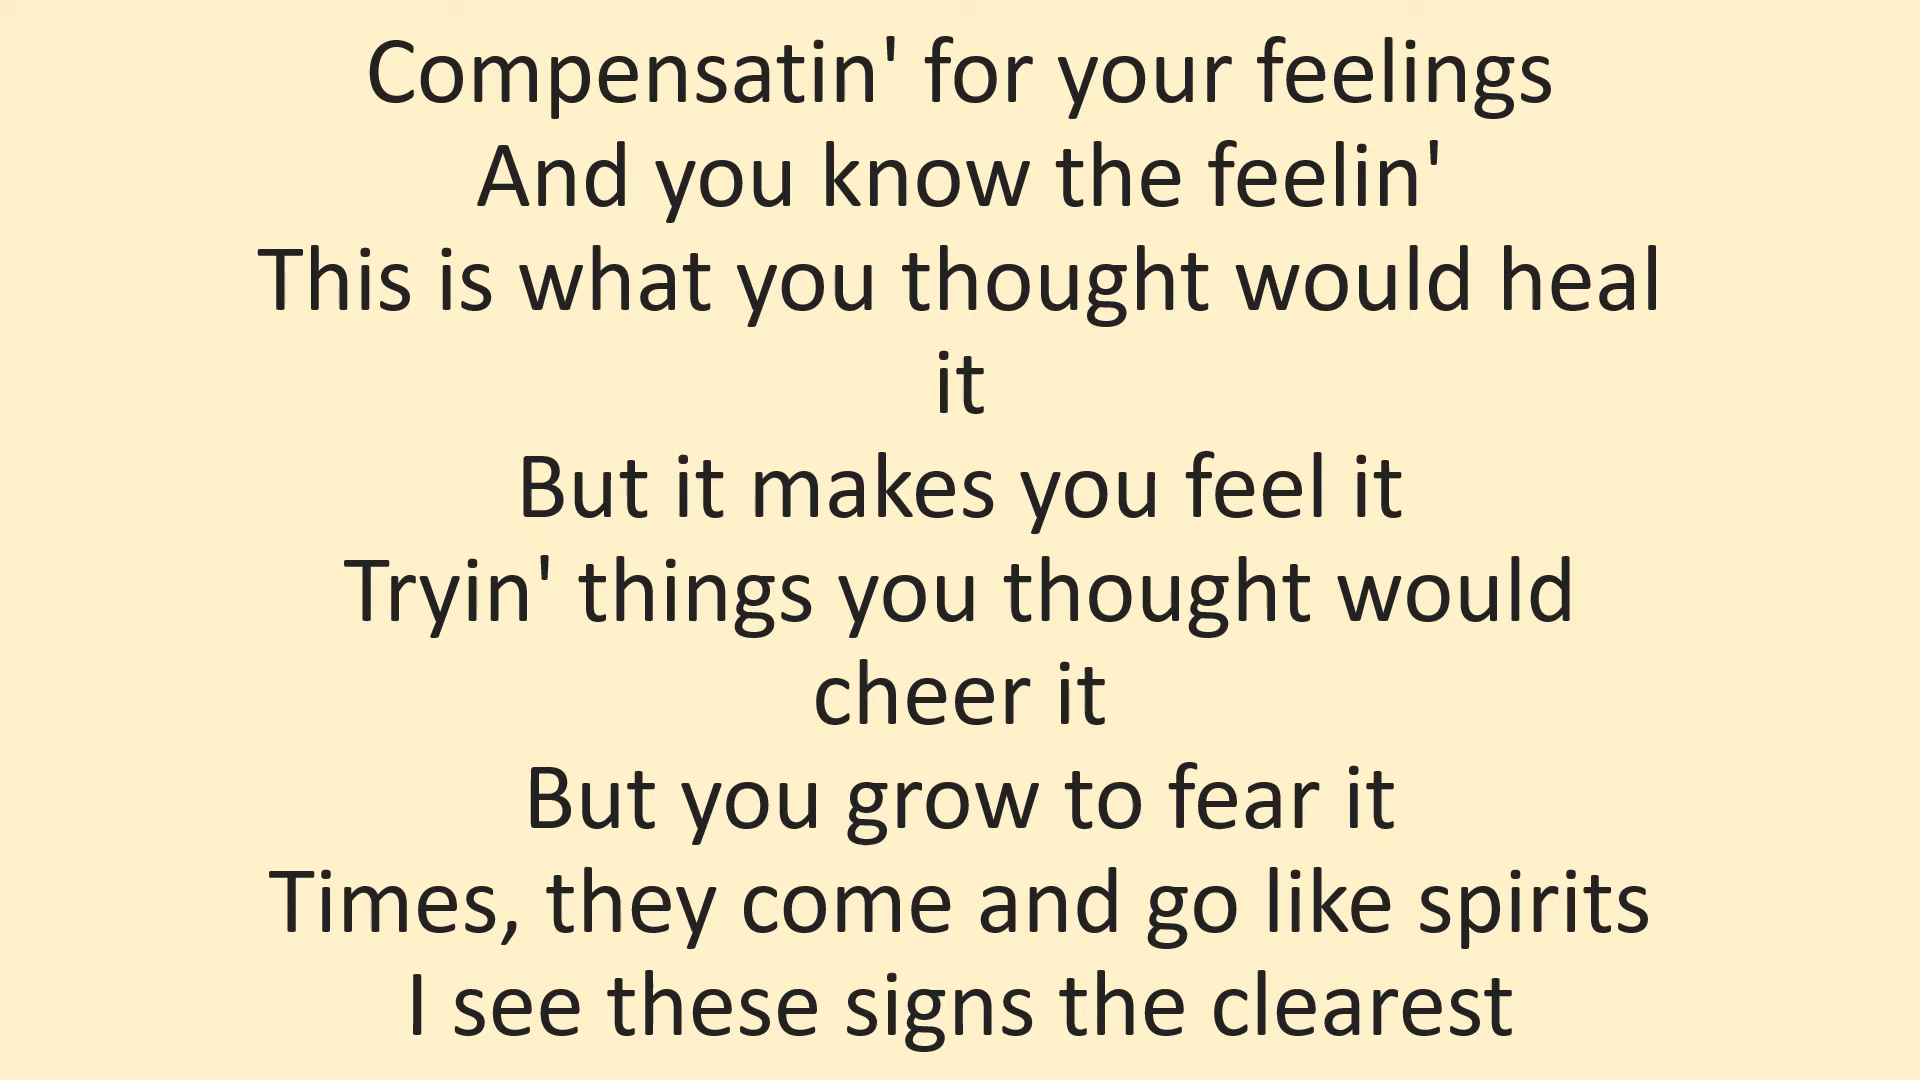 Compensatin' for your feelings
And you know the feelin'
This is what you thought would heal
it
But it makes you feel it
Tryin' things you thought would
cheer it
But you grow to fear it
Times, they come and go like spirits
I see these signs the clearest